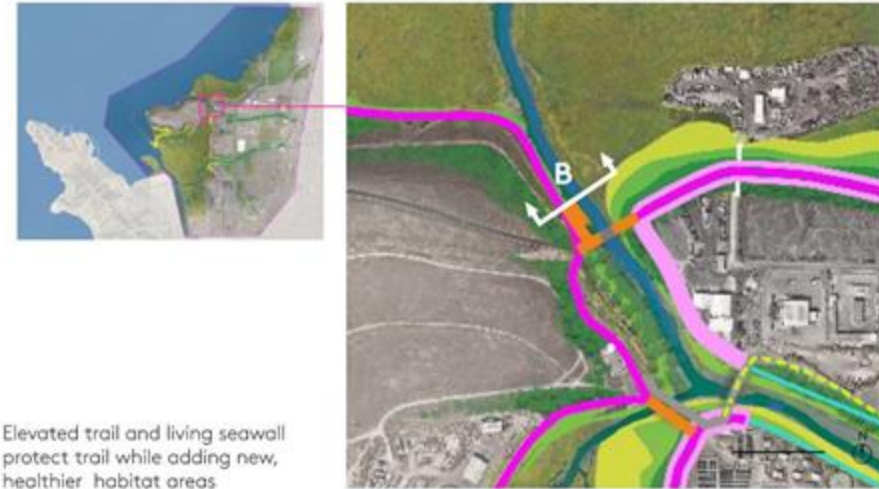 B
N
Elevated trail and living seawall
protect trail while adding new,
healthier habitat areas